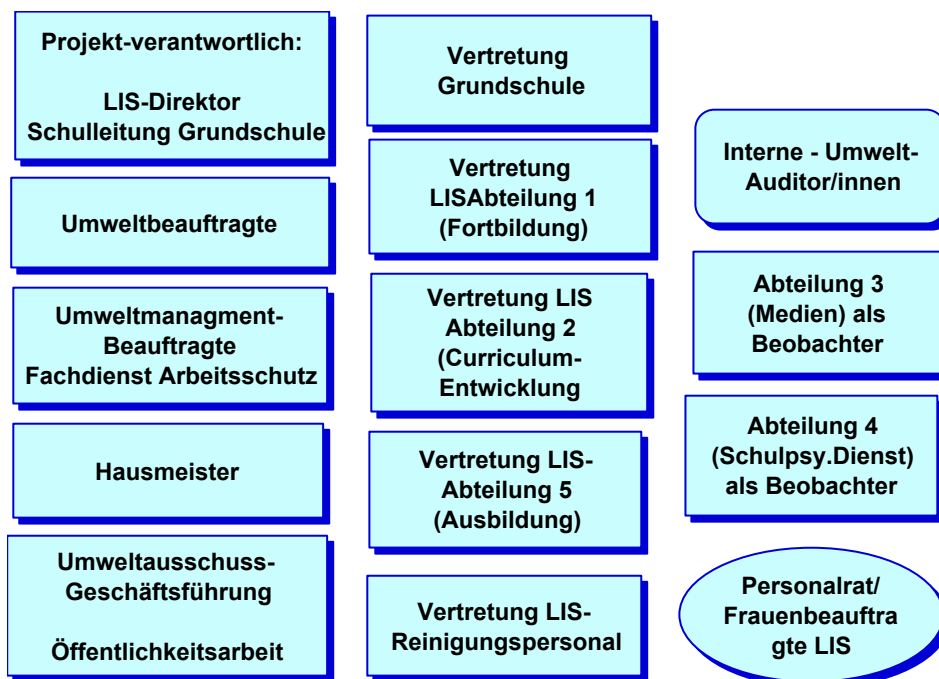 Projekt-verantwortlich:
LIS-Direktor
Schulleitung Grundschule
Umweltbeauftragte
Umweltmanagment-
Beauftragte
Fachdienst Arbeitsschutz
Hausmeister
Umweltausschuss-
Geschäftsführung
Öffentlichkeitsarbeit
Vertretung
Grundschule
Vertretung
LISAbteilung 1
(Fortbildung)
Vertretung LIS
Abteilung 2
(Curriculum-
Entwicklung
Vertretung LIS-
Abteilung 5
(Ausbildung)
Vertretung LIS-
Reinigungspersonal
Interne - Umwelt-
Auditor/innen
Abteilung 3
(Medien) als
Beobachter
Abteilung 4
(Schulpsy.Dienst)
als Beobachter
Personalrat/
Frauenbeauftra
gte LIS